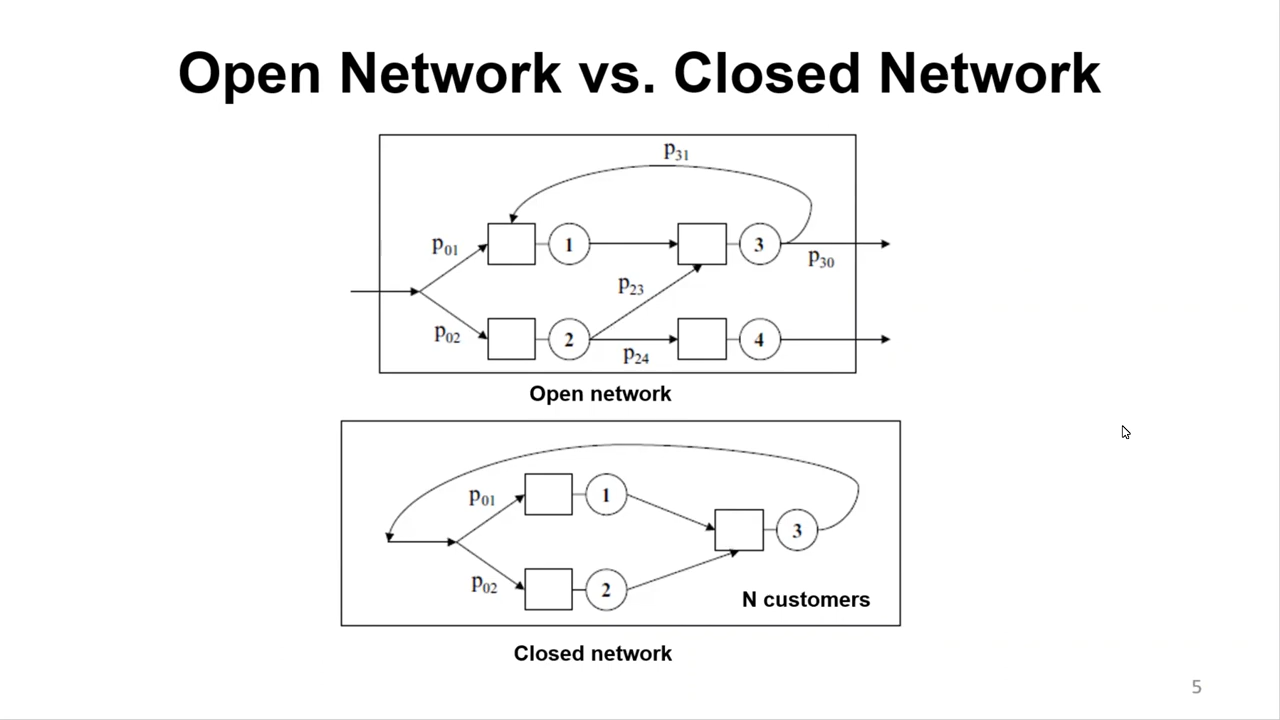 Open Network vs. Closed Network
p31
p01
1
3
p30
p23
p02
2
p24
4
Open network
p01
1
3
p02
2
N customers
Closed network
5